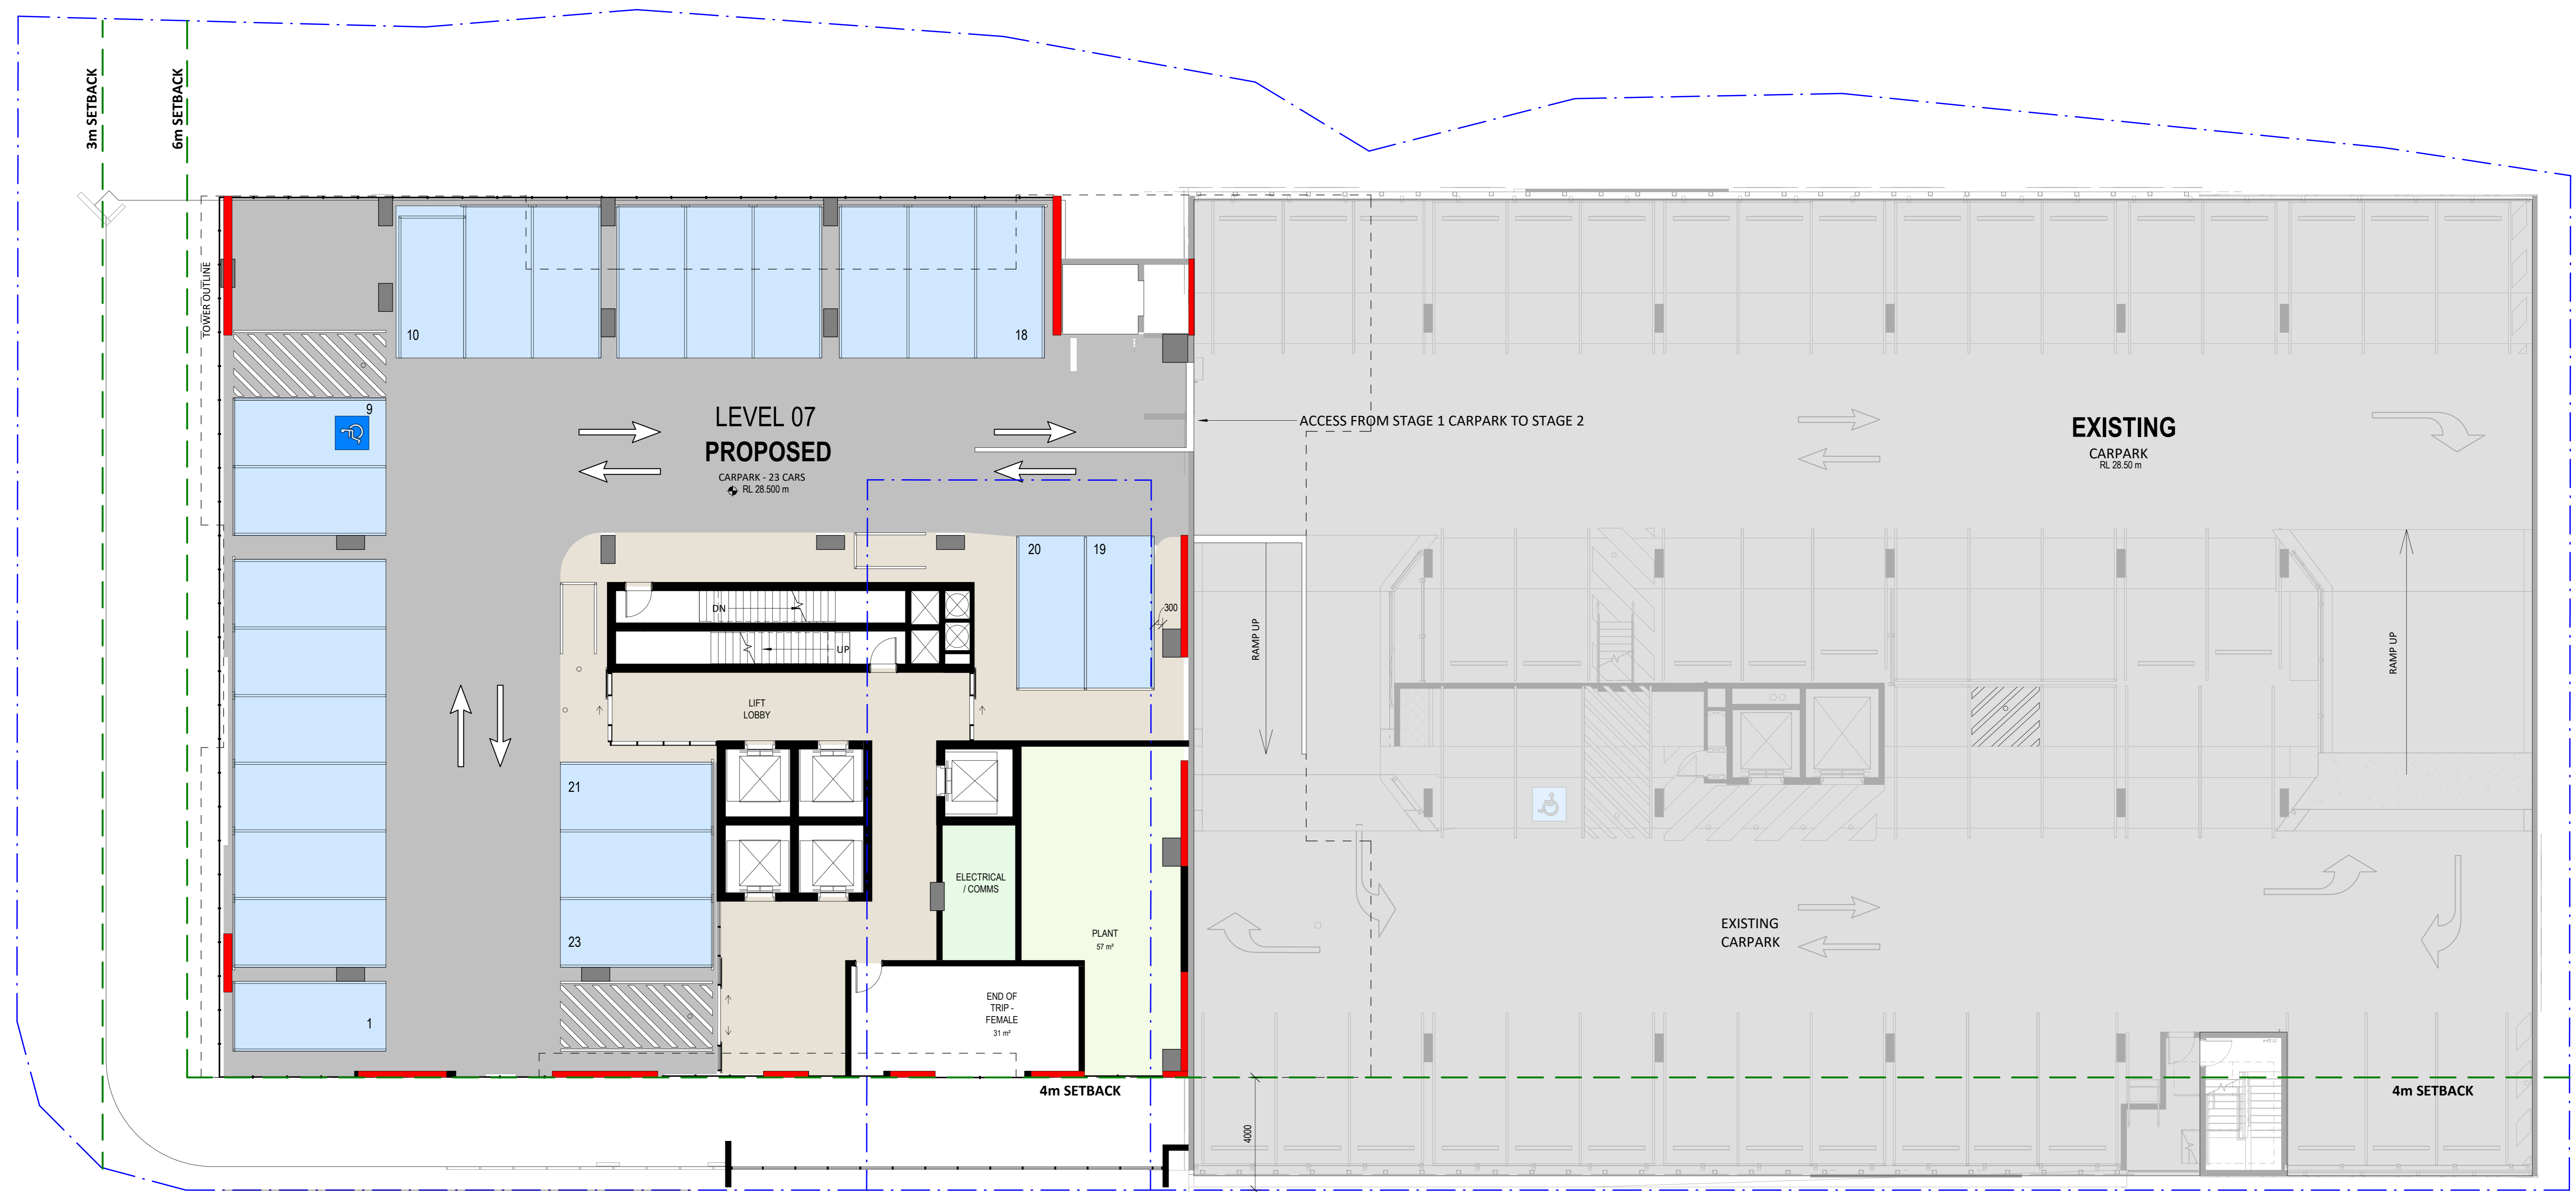 3m SETBACK
6m SETBACK
TOWER OUTLINE
10
18
9
LEVEL 07
PROPOSED
CARPARK - 23 CARS
RL 28.500 m
ACCESS FROM STAGE 1 CARPARK TO STAGE 2
EXISTING
CARPARK
RL 28.50 m
20
19
300
DN
UP
RAMP UP
RAMP UP
LIFT
LOBBY
21
23
ELECTRICAL
/ COMMS
PLANT
57 m²
EXISTING
CARPARK
END OF
TRIP -
FEMALE
31 m²
1
4m SETBACK
4m SETBACK
4000